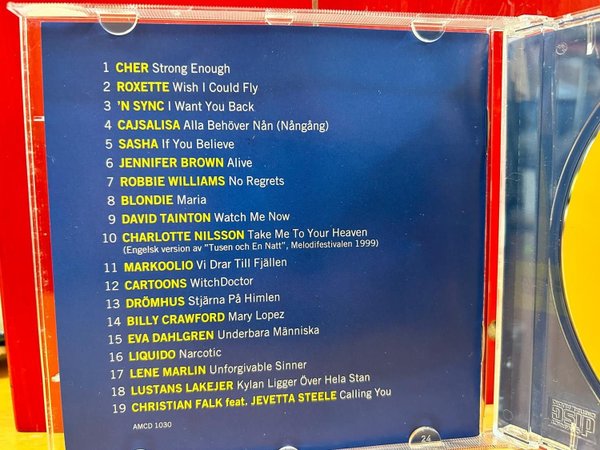 1 CHER Strong Enough
2 ROXETTE Wish I Could Fly
3 'N SYNC I Want You Back
4 CAJSALISA Alla Behöver Nån (Nångång)
5 SASHA If You Believe
6 JENNIFER BROWN Alive
7 ROBBIE WILLIAMS No Regrets
8 BLONDIE Maria
9 DAVID TAINTON Watch Me Now
10 CHARLOTTE NILSSON Take Me To Your Heaven
(Engelsk version av "Tusen och En Natt", Melodifestivalen 1999)
11 MARKOOLIO Vi Drar Till Fjällen
12 CARTOONS WitchDoctor
13 DRÖMHUS Stjärna På Himlen
14 BILLY CRAWFORD Mary Lopez
15 EVA DAHLGREN Underbara Människa
16 LIQUIDO Narcotic
17 LENE MARLIN Unforgivable Sinner
18 LUSTANS LAKEJER Kylan Ligger Över Hela Stan
19 CHRISTIAN FALK feat. JEVETTA STEELE Calling You
AMCD 1030
24
disc